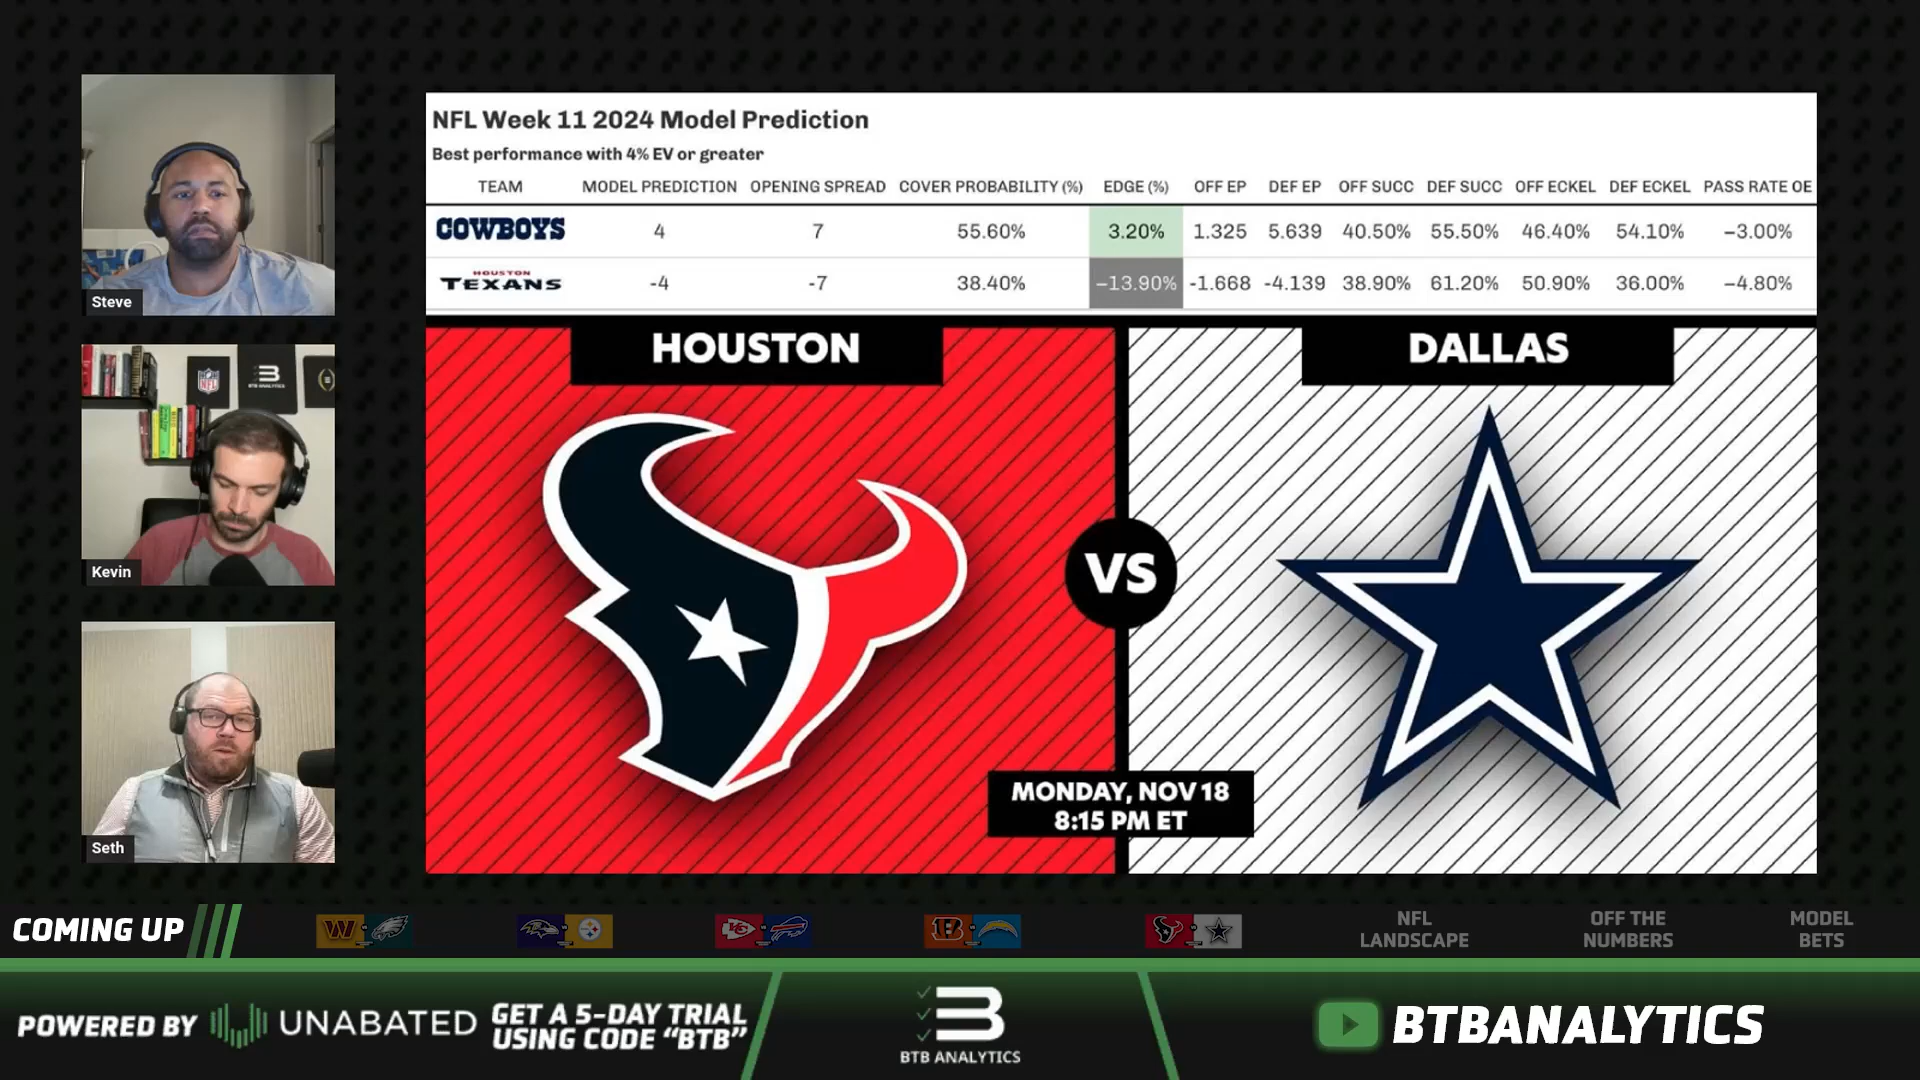 NFL Week 11 2024 Model Prediction
Best performance with 4% EV or greater
TEAM MODEL PREDICTION OPENING SPREAD COVER PROBABILITY (%) EDGE (%) OFF EP DEF EP OFF SUCC DEF SUCC OFF ECKEL DEF ECKEL PASS RATE OE
COWBOYS 4 7 55.60% 3.20% 1.325 5.639 40.50% 55.50% 46.40% 54.10% −3.00%
HOUSTON
TEXANS -4 -7 38.40% −13.90% -1.668 -4.139 38.90% 61.20% 50.90% 36.00% −4.80%
Steve
NFL
BTB ANALYTICS
Kevin
Seth
HOUSTON
DALLAS
VS
MONDAY, NOV 18
8:15 PM ET
COMING UP
NFL
LANDSCAPE
OFF THE
NUMBERS
MODEL
BETS
POWERED BY UNABATED
GET A 5-DAY TRIAL
USING CODE “BTB”
BTB ANALYTICS
BTBANALYTICS